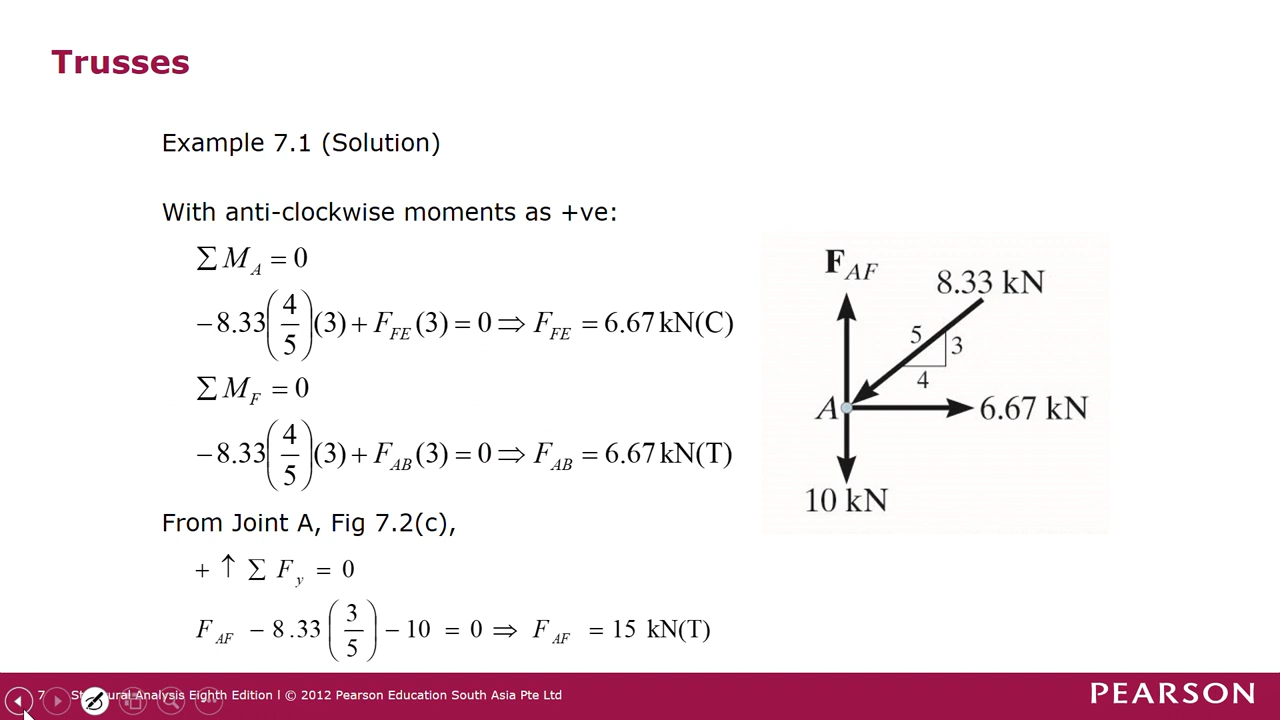 Trusses
Example 7.1 (Solution)
With anti-clockwise moments as +ve:
∑ M_A = 0
−8.33(4/5)(3) + F_FE (3) = 0 ⇒ F_FE = 6.67 kN(C)
∑ M_F = 0
−8.33(4/5)(3) + F_AB (3) = 0 ⇒ F_AB = 6.67 kN(T)
From Joint A, Fig 7.2(c),
+ ↑ ∑ F_y = 0
F_AF − 8.33(3/5) − 10 = 0 ⇒ F_AF = 15 kN(T)
F_AF
8.33 kN
5
3
4
A
6.67 kN
10 kN
7
Structural Analysis Eighth Edition l © 2012 Pearson Education South Asia Pte Ltd
PEARSON